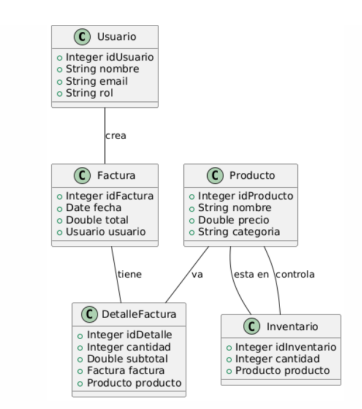 C Usuario
Integer idUsuario
String nombre
String email
String rol
crea
C Factura
Integer idFactura
Date fecha
Double total
Usuario usuario
C Producto
Integer idProducto
String nombre
Double precio
String categoria
tiene
va
esta en
controla
C DetalleFactura
Integer idDetalle
Integer cantidad
Double subtotal
Factura factura
Producto producto
C Inventario
Integer idInventario
Integer cantidad
Producto producto